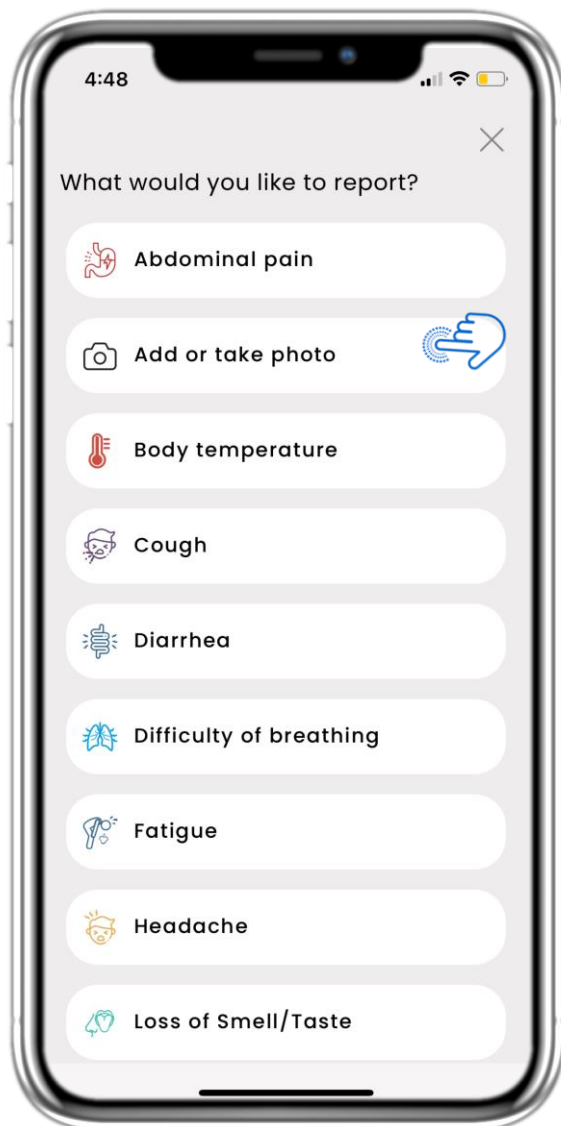 4:48
What would you like to report?
Abdominal pain
Add or take photo
Body temperature
Cough
Diarrhea
Difficulty of breathing
Fatigue
Headache
Loss of Smell/Taste